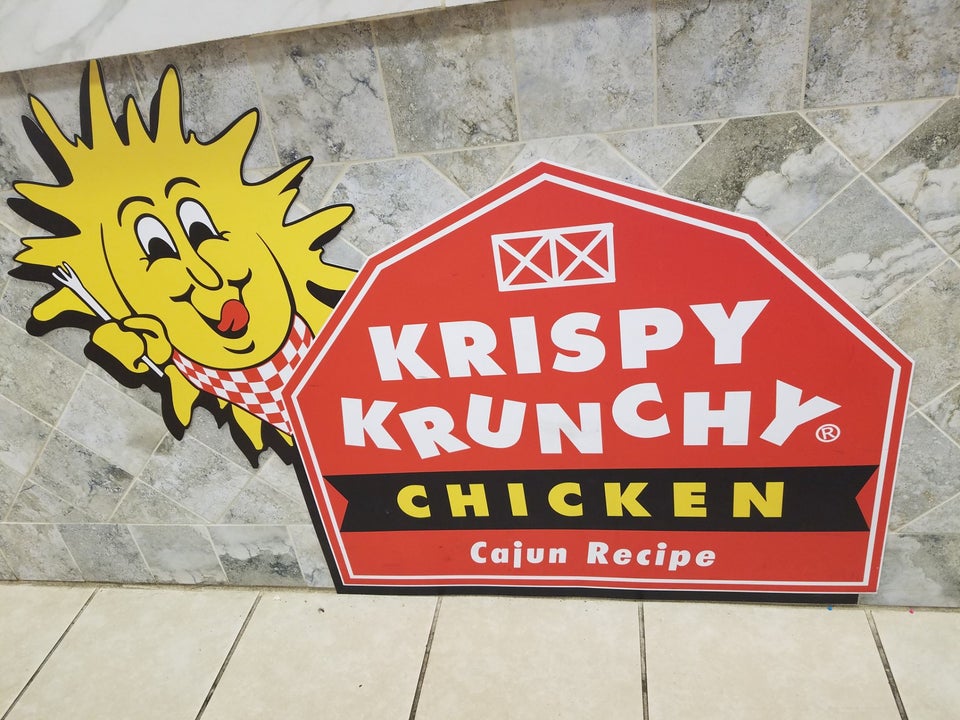 KRISPY
KRUNCHY®
CHICKEN
Cajun Recipe